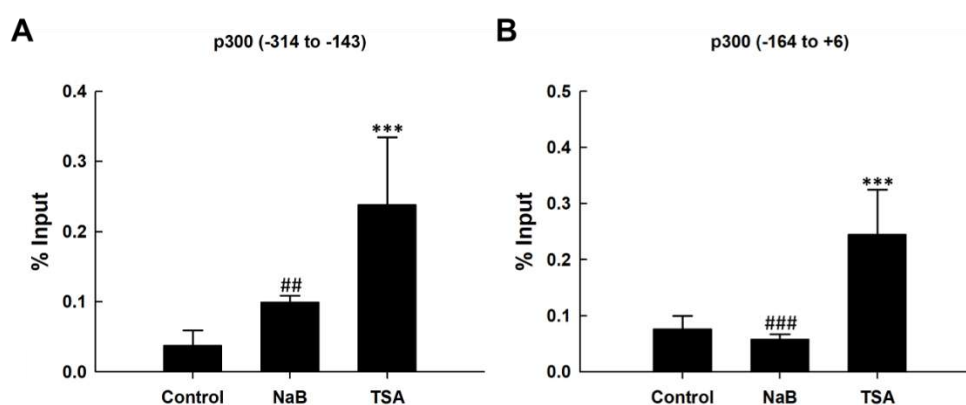 A
p300 (-314 to -143)
% Input
0.4
0.3
0.2
0.1
0.0
##
***
Control NaB TSA
B
p300 (-164 to +6)
% Input
0.5
0.4
0.3
0.2
0.1
0.0
###
***
Control NaB TSA